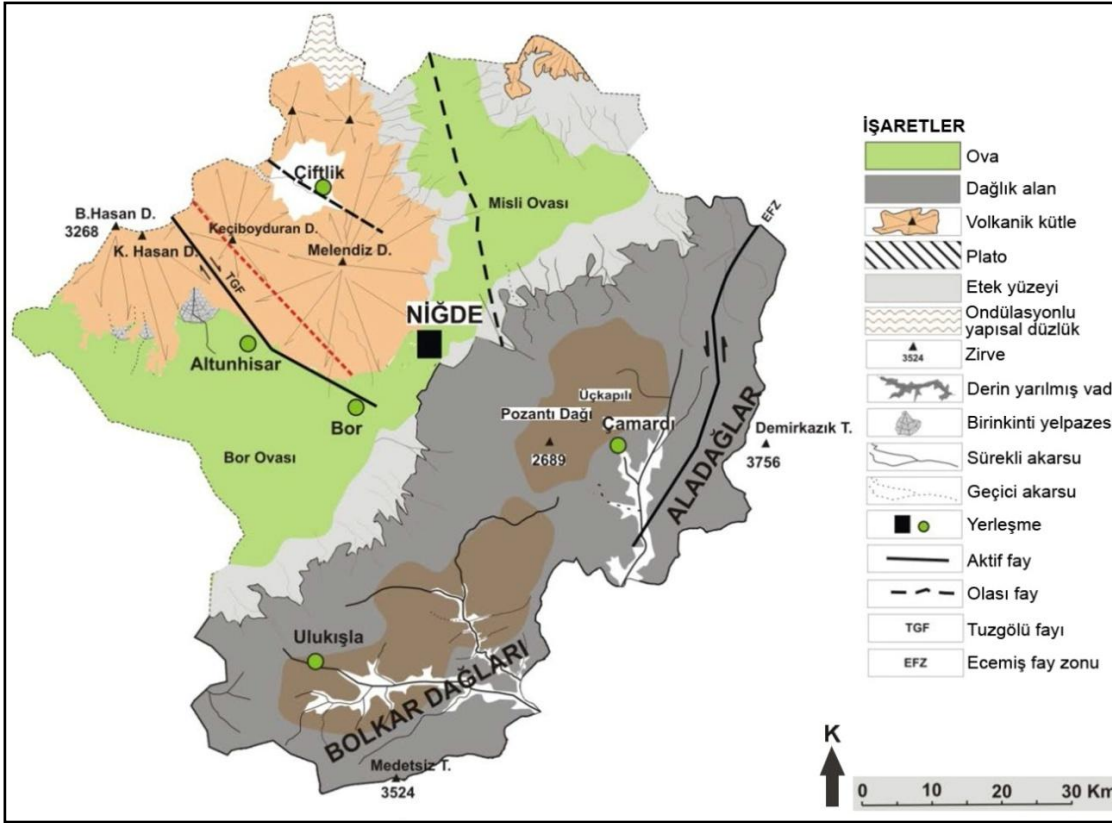 Çiftlik
Misli Ovası
B.Hasan D.
3268
K. Hasan D.
Keçiboyduran D.
Melendiz D.
TGF
EFZ
NİĞDE
Altunhisar
Bor
Bor Ovası
Üçkapılı
Pozantı Dağı
2689
Çamardı
ALADAĞLAR
Demirkazık T.
3756
Ulukışla
BOLKAR DAĞLARI
Medetsiz T.
3524
İŞARETLER
Ova
Dağlık alan
Volkanik kütle
Plato
Etek yüzeyi
Ondülasyonlu
yapısal düzlük
3524
Zirve
Derin yarılmış vad
Birinkinti yelpazes
Sürekli akarsu
Geçici akarsu
Yerleşme
Aktif fay
Olası fay
TGF
Tuzgölü fayı
EFZ
Ecemiş fay zonu
K
0 10 20 30 Km